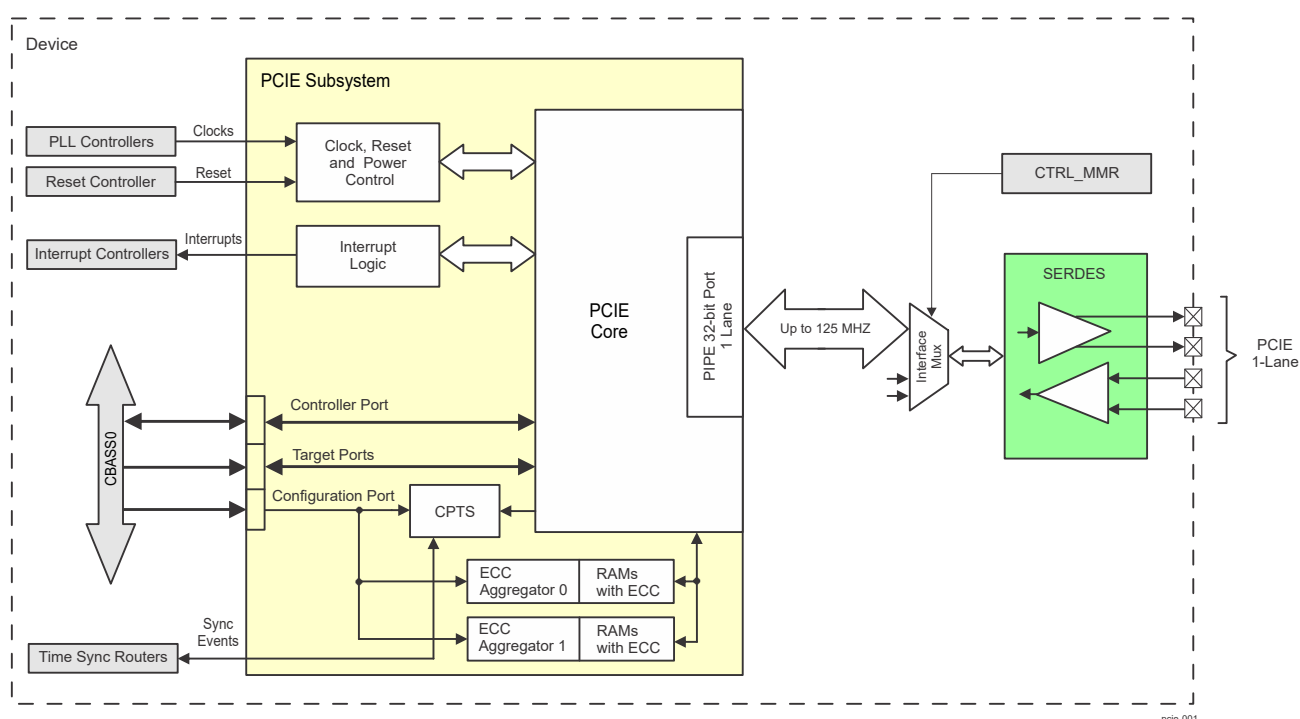 Device
PCIE Subsystem
PLL Controllers
Clocks
Clock, Reset
and Power
Control
Reset Controller
Reset
CTRL_MMR
Interrupt Controllers
Interrupts
Interrupt
Logic
PCIE
Core
PIPE 32-bit Port
1 Lane
Up to 125 MHZ
Interface
Mux
SERDES
PCIE
1-Lane
CBASS0
Controller Port
Target Ports
Configuration Port
CPTS
ECC
Aggregator 0
RAMs
with ECC
ECC
Aggregator 1
RAMs
with ECC
Sync
Events
Time Sync Routers